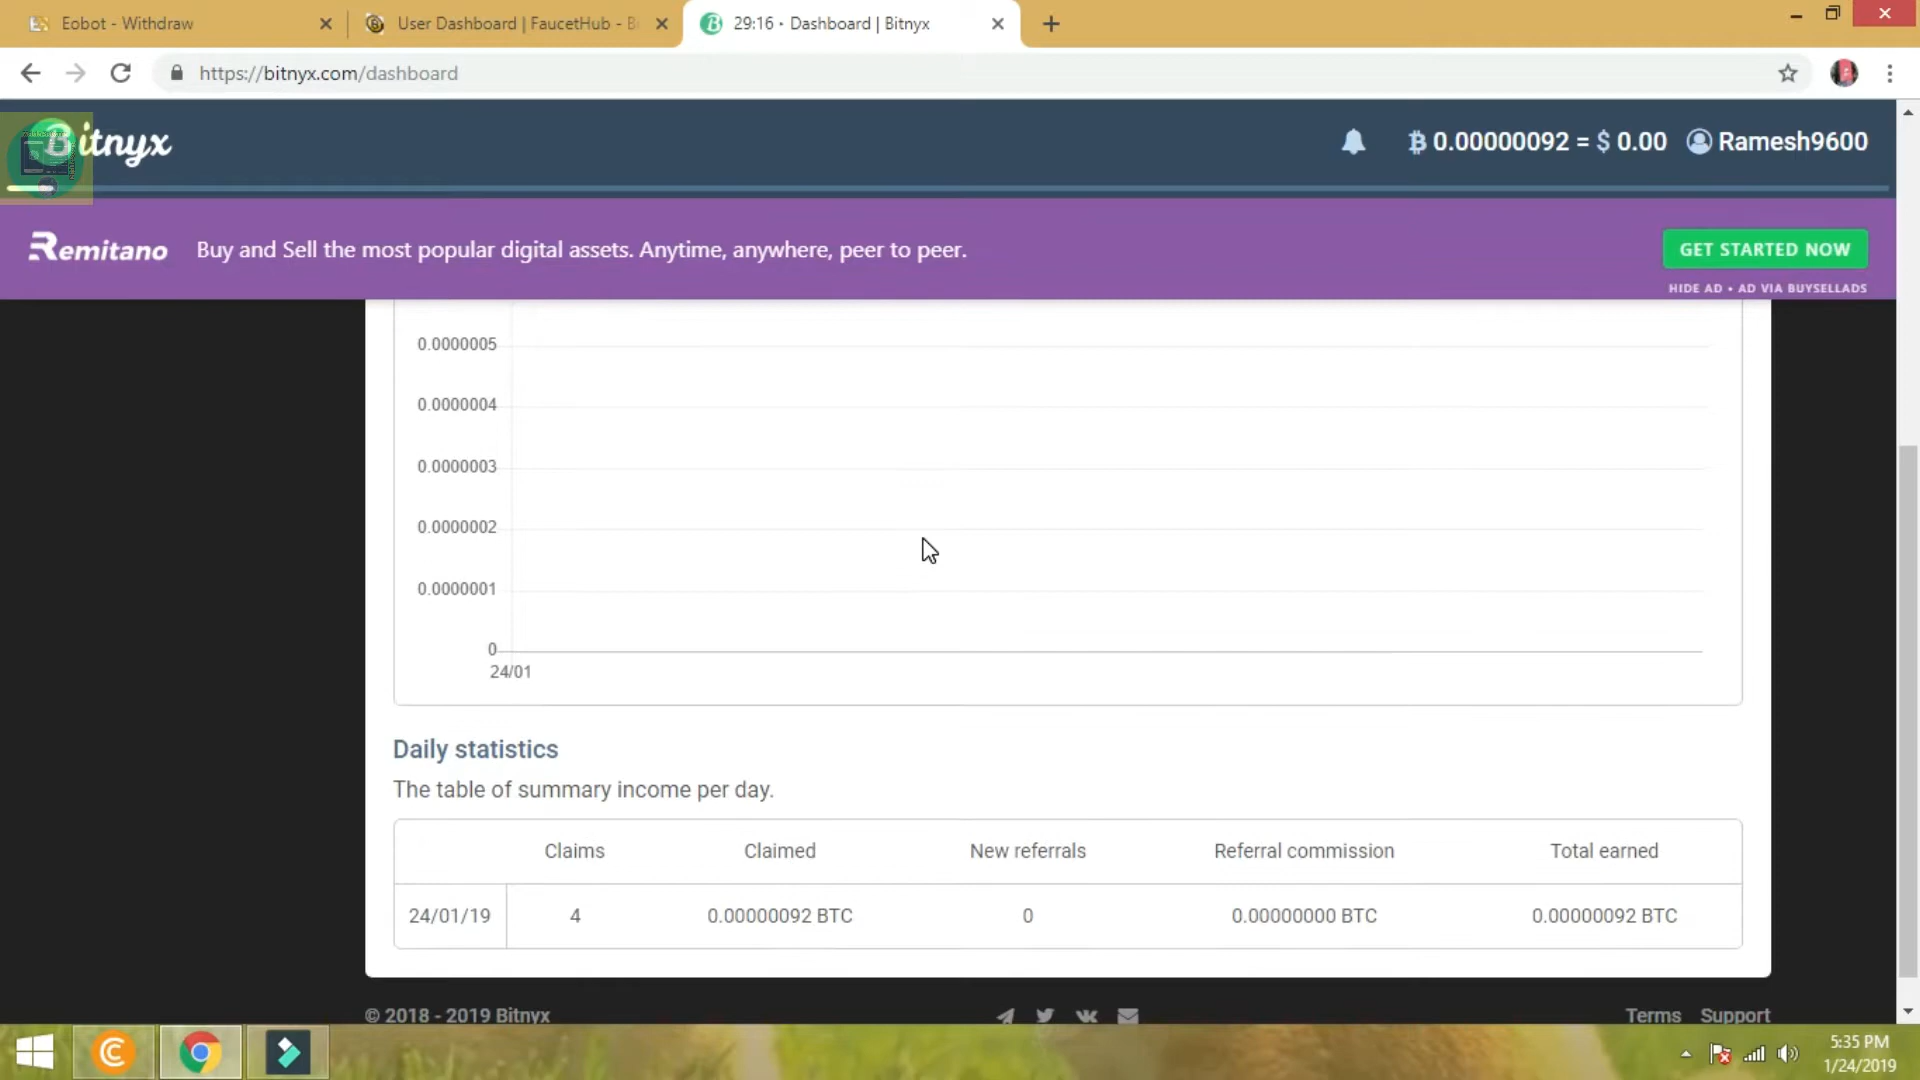 Eobot - Withdraw
User Dashboard | FaucetHub - B
29:16 • Dashboard | Bitnyx
https://bitnyx.com/dashboard
Bitnyx
0.00000092 = $ 0.00
Ramesh9600
Remitano
Buy and Sell the most popular digital assets. Anytime, anywhere, peer to peer.
GET STARTED NOW
HIDE AD • AD VIA BUYSELLADS
0.0000005
0.0000004
0.0000003
0.0000002
0.0000001
0
24/01
Daily statistics
The table of summary income per day.
Claims Claimed New referrals Referral commission Total earned
24/01/19 4 0.00000092 BTC 0 0.00000000 BTC 0.00000092 BTC
© 2018 - 2019 Bitnyx
Terms Support
5:35 PM
1/24/2019